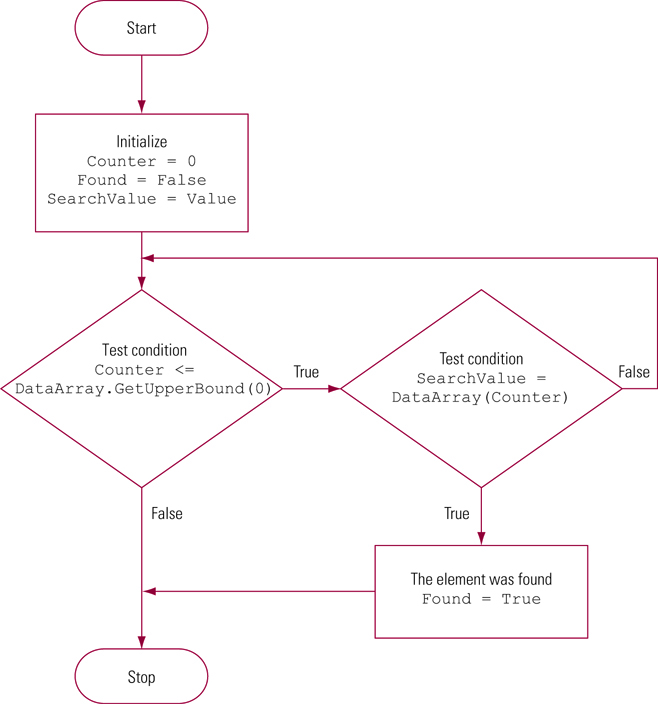 Start
Initialize
Counter = 0
Found = False
SearchValue = Value
Test condition
Counter <=
DataArray.GetUpperBound(0)
True
Test condition
SearchValue =
DataArray(Counter)
False
False
True
The element was found
Found = True
Stop